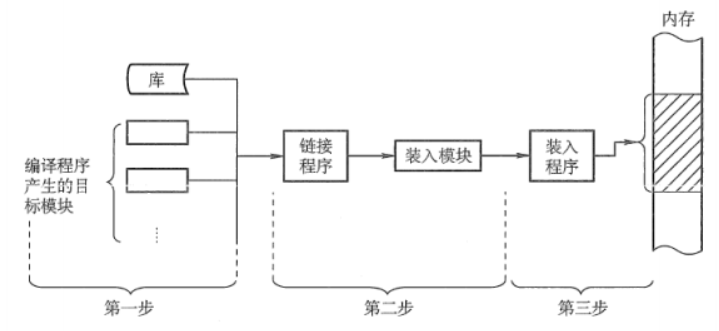 内存
库
编译程序
产生的目
标模块
链接
程序
装入模块
装入
程序
第一步
第二步
第三步